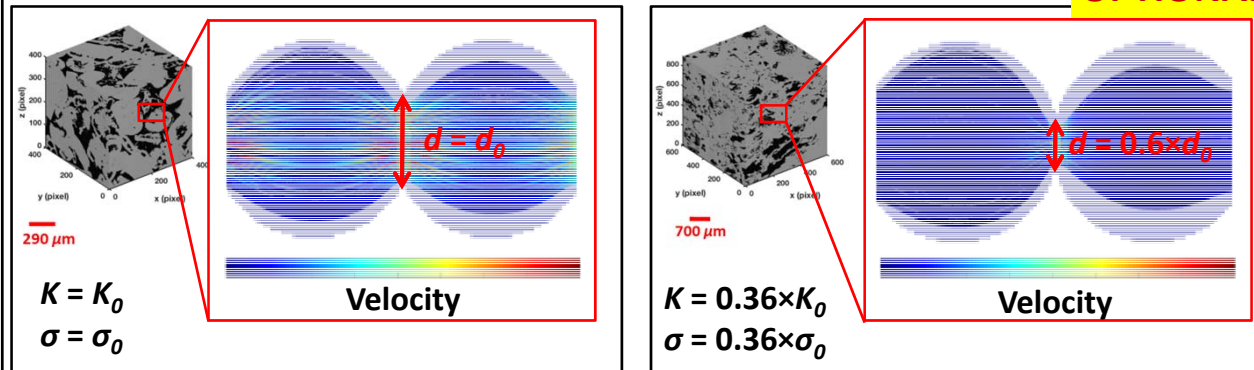 400
300
200
100
0
z (pixel)
400
200
0
y (pixel)
0
200
400
x (pixel)
290 µm
d = d0
Velocity
K = K0
σ = σ0
800
600
400
200
0
z (pixel)
600
400
200
0
y (pixel)
0
200
400
600
x (pixel)
700 µm
d = 0.6×d0
Velocity
K = 0.36×K0
σ = 0.36×σ0